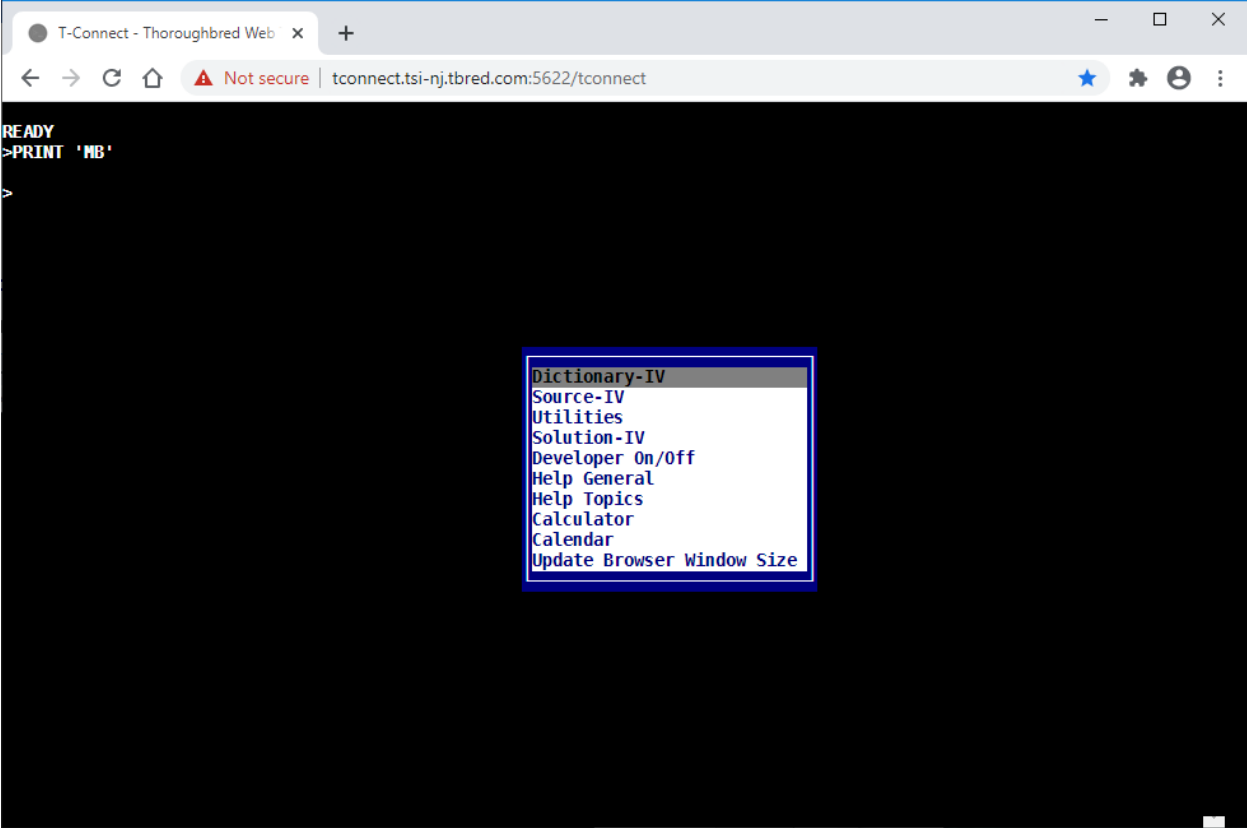 T-Connect - Thoroughbred Web
Not secure
tconnect.tsi-nj.tbred.com:5622/tconnect
READY
>PRINT 'MB'
>
Dictionary-IV
Source-IV
Utilities
Solution-IV
Developer On/Off
Help General
Help Topics
Calculator
Calendar
Update Browser Window Size